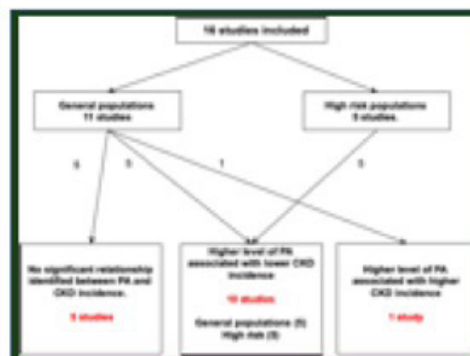 16 studies included
General populations
11 studies
High risk populations
5 studies.
5
5
1
5
No significant relationship
identified between PA and
CKD incidence.
5 studies
Higher level of PA
associated with lower CKD
incidence
10 studies
General populations (5)
High risk (5)
Higher level of PA
associated with higher
CKD incidence
1 study